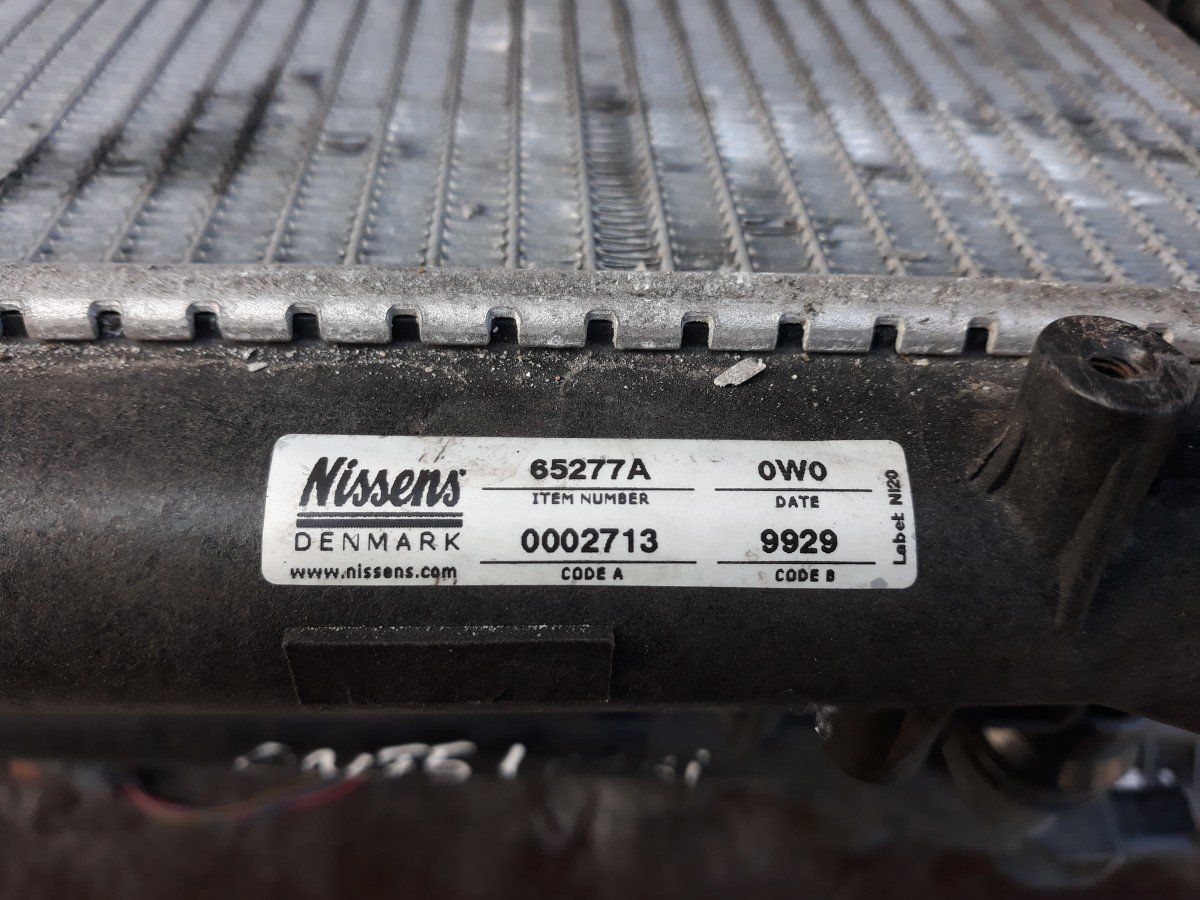 Nissens
DENMARK
www.nissens.com
65277A
ITEM NUMBER
0002713
CODE A
0W0
DATE
9929
CODE B
Label: NI20